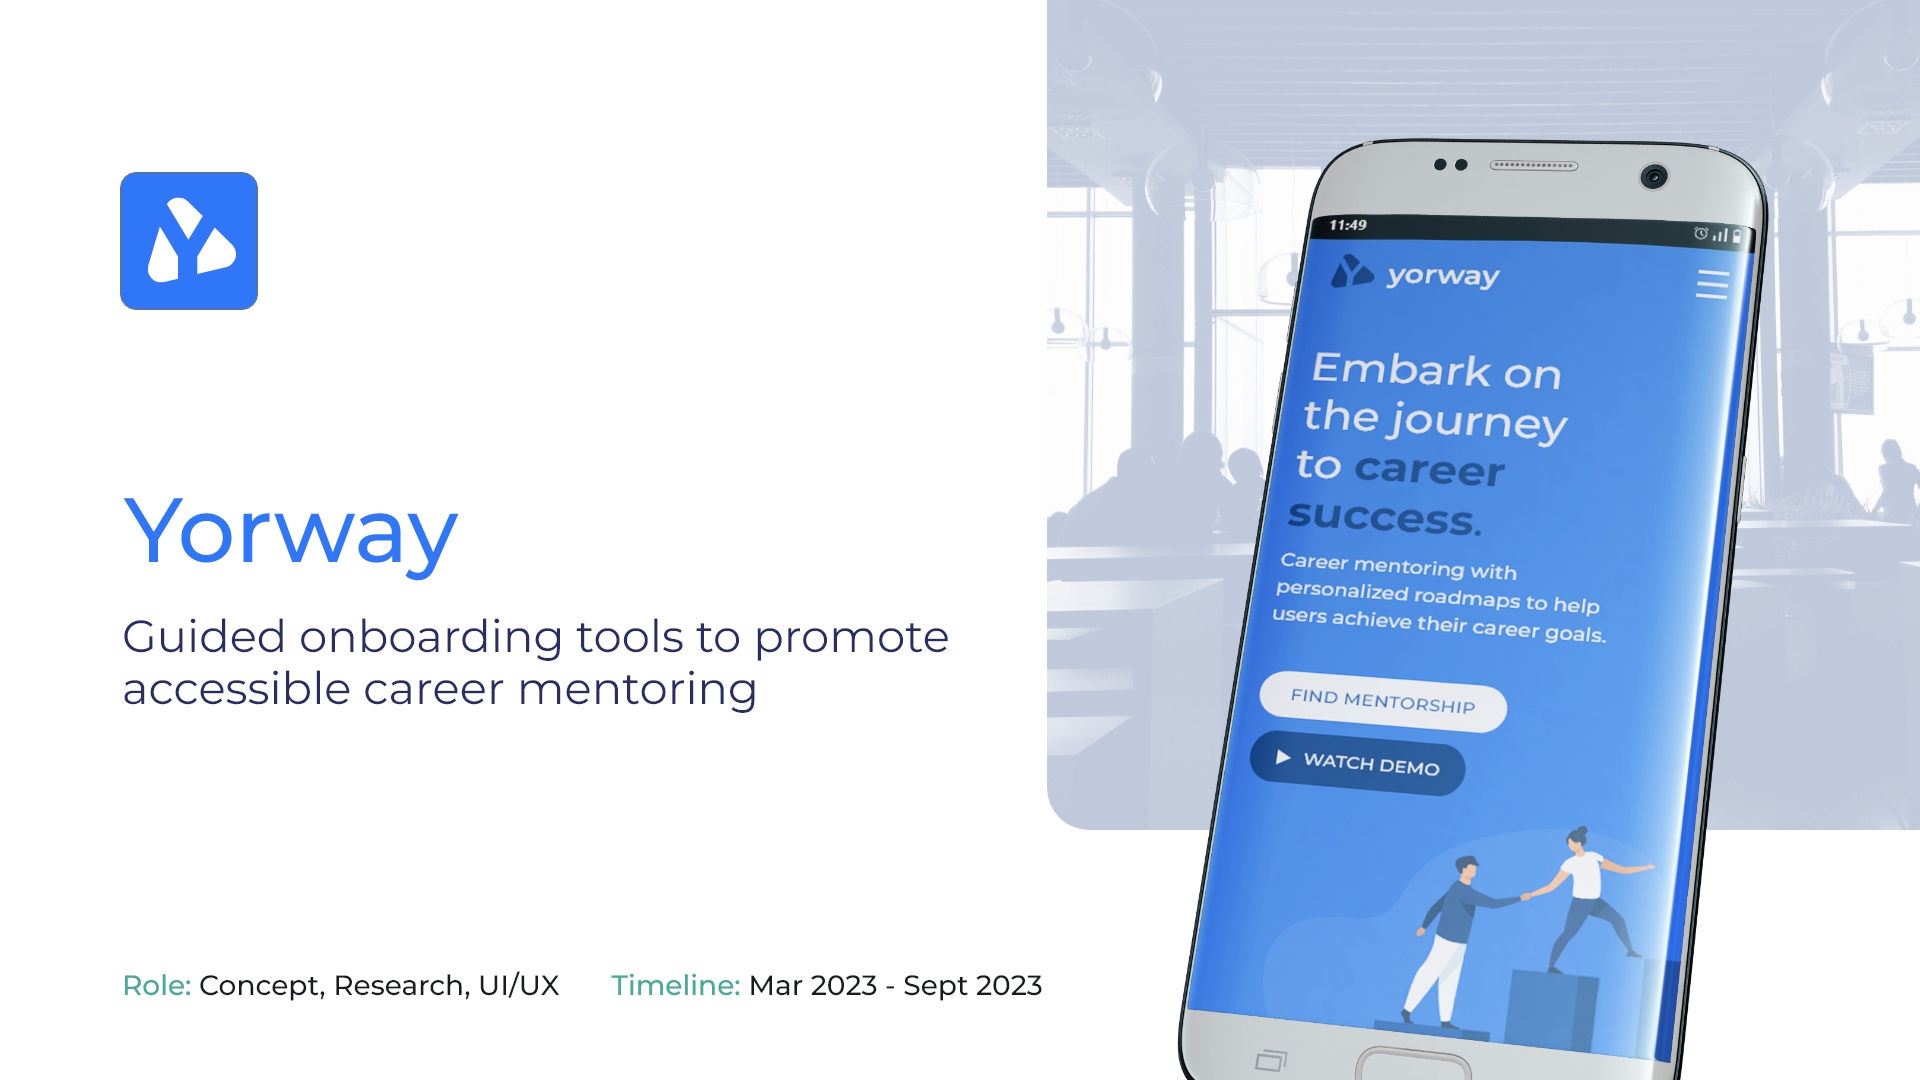 Yorway
Guided onboarding tools to promote
accessible career mentoring
Role: Concept, Research, UI/UX
Timeline: Mar 2023 - Sept 2023
11:49
yorway
Embark on
the journey
to career
success.
Career mentoring with
personalized roadmaps to help
users achieve their career goals.
FIND MENTORSHIP
WATCH DEMO